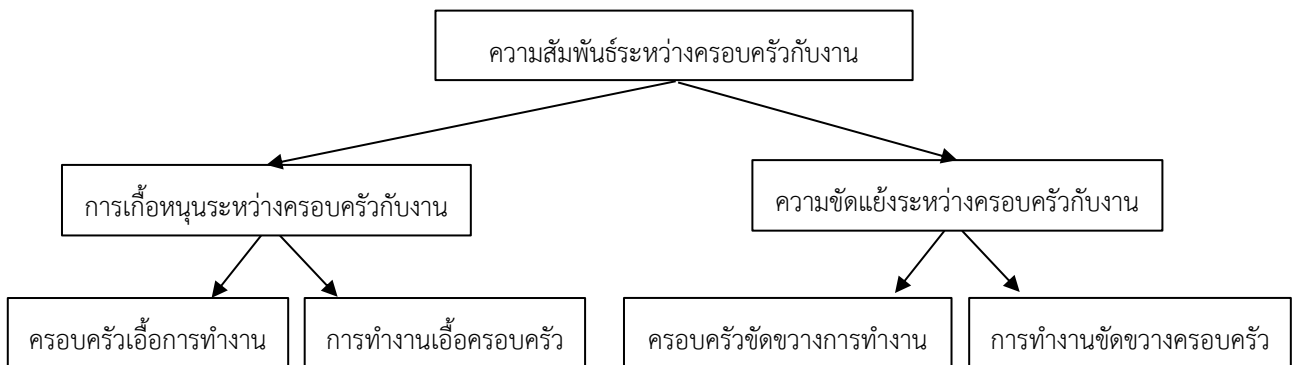 ความสัมพันธ์ระหว่างครอบครัวกับงาน
การเกื้อหนุนระหว่างครอบครัวกับงาน
ความขัดแย้งระหว่างครอบครัวกับงาน
ครอบครัวเอื้อการทำงาน
การทำงานเอื้อครอบครัว
ครอบครัวขัดขวางการทำงาน
การทำงานขัดขวางครอบครัว